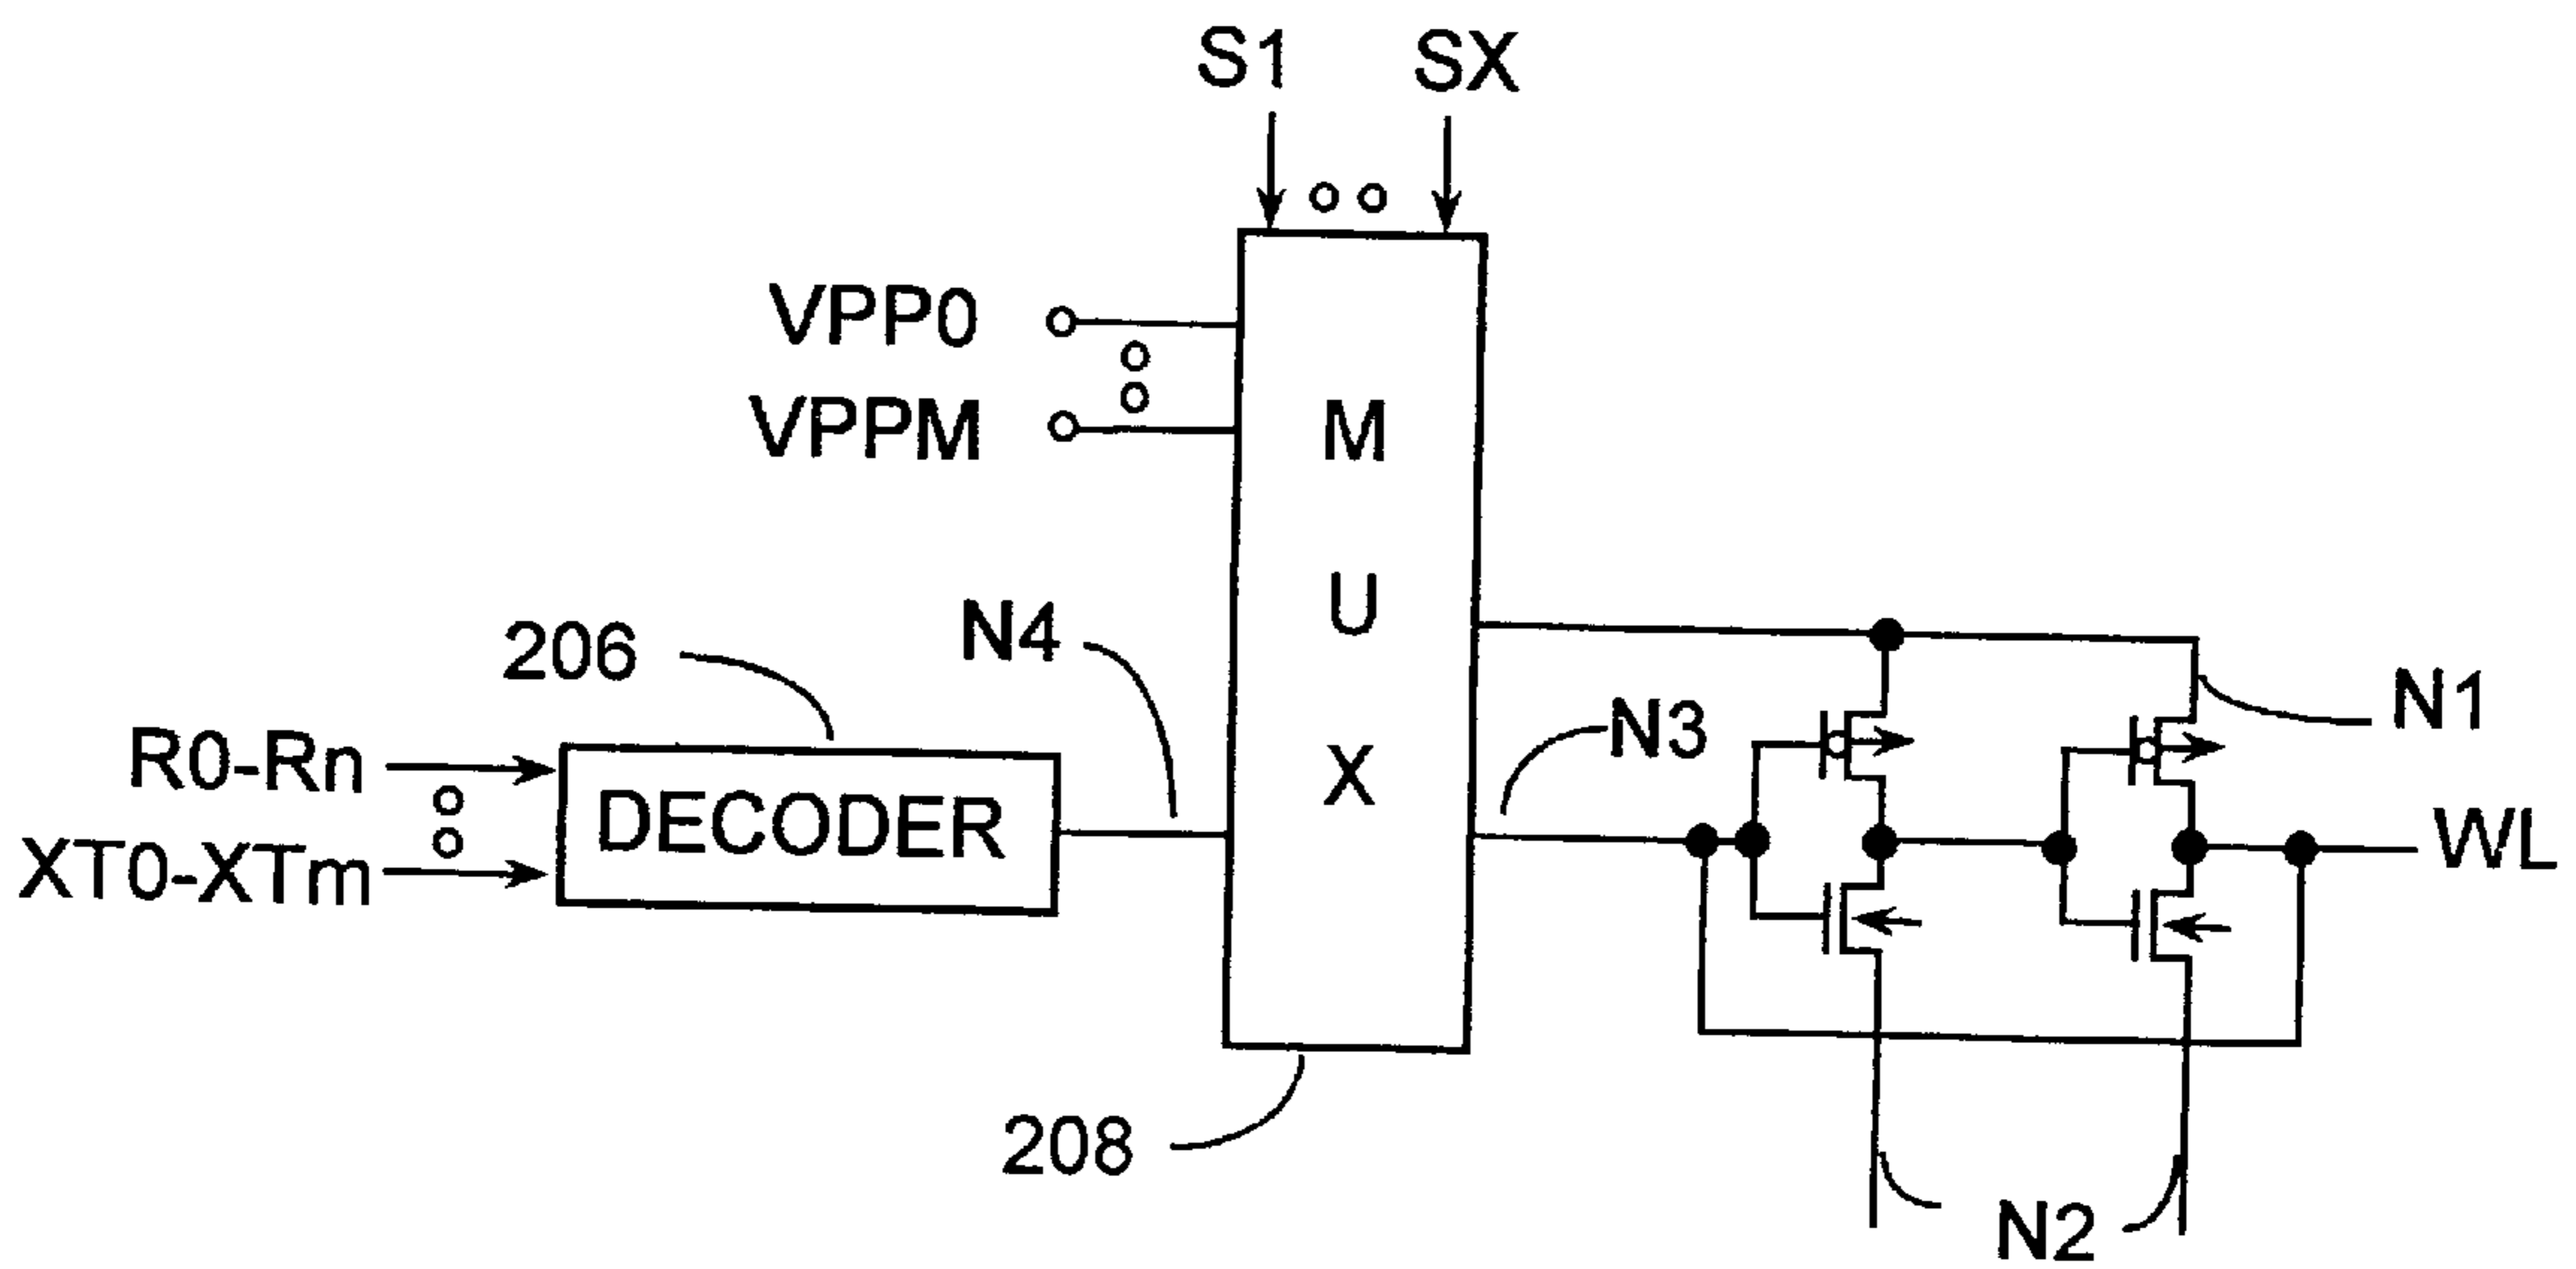 S1 SX
VPP0
VPPM
M
U
X
206
N4
N1
N3
R0-Rn
DECODER
XT0-XTm
WL
208
N2